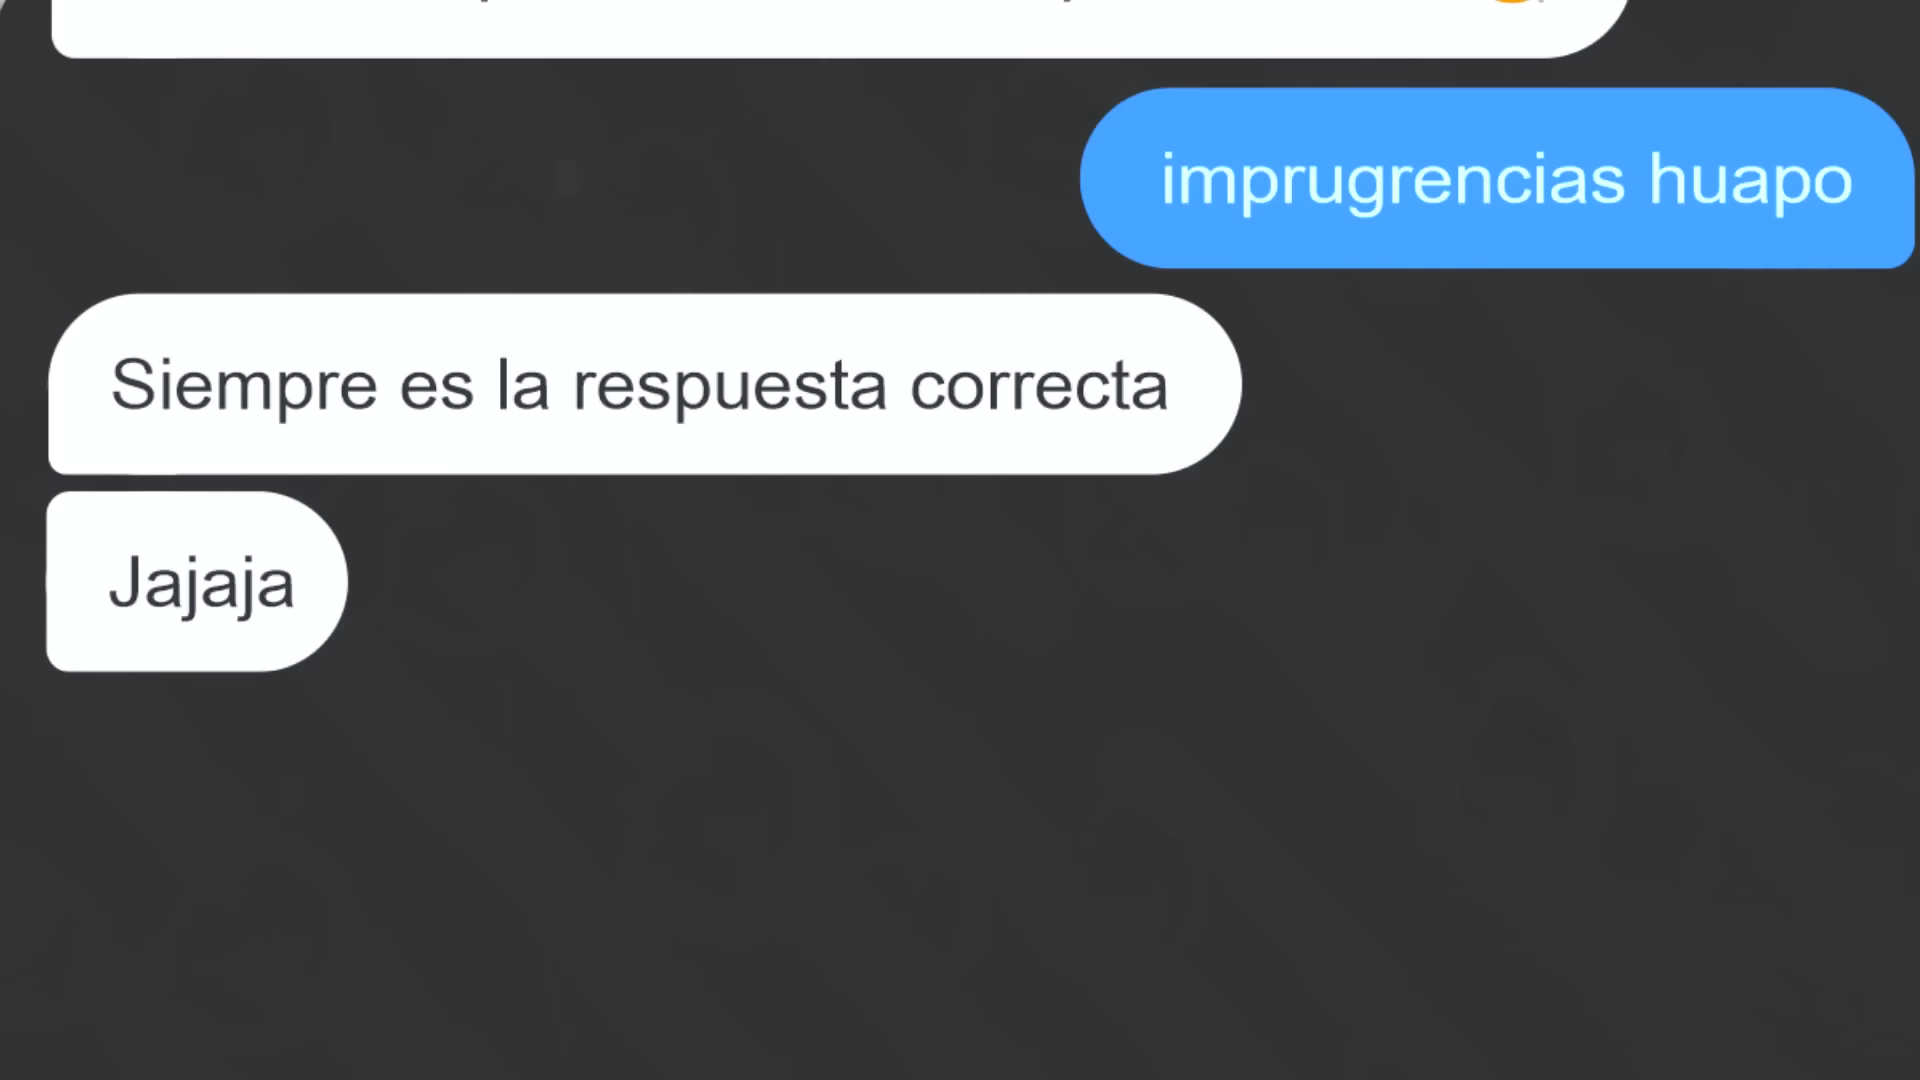 imprugrencias huapo
Siempre es la respuesta correcta
Jajaja